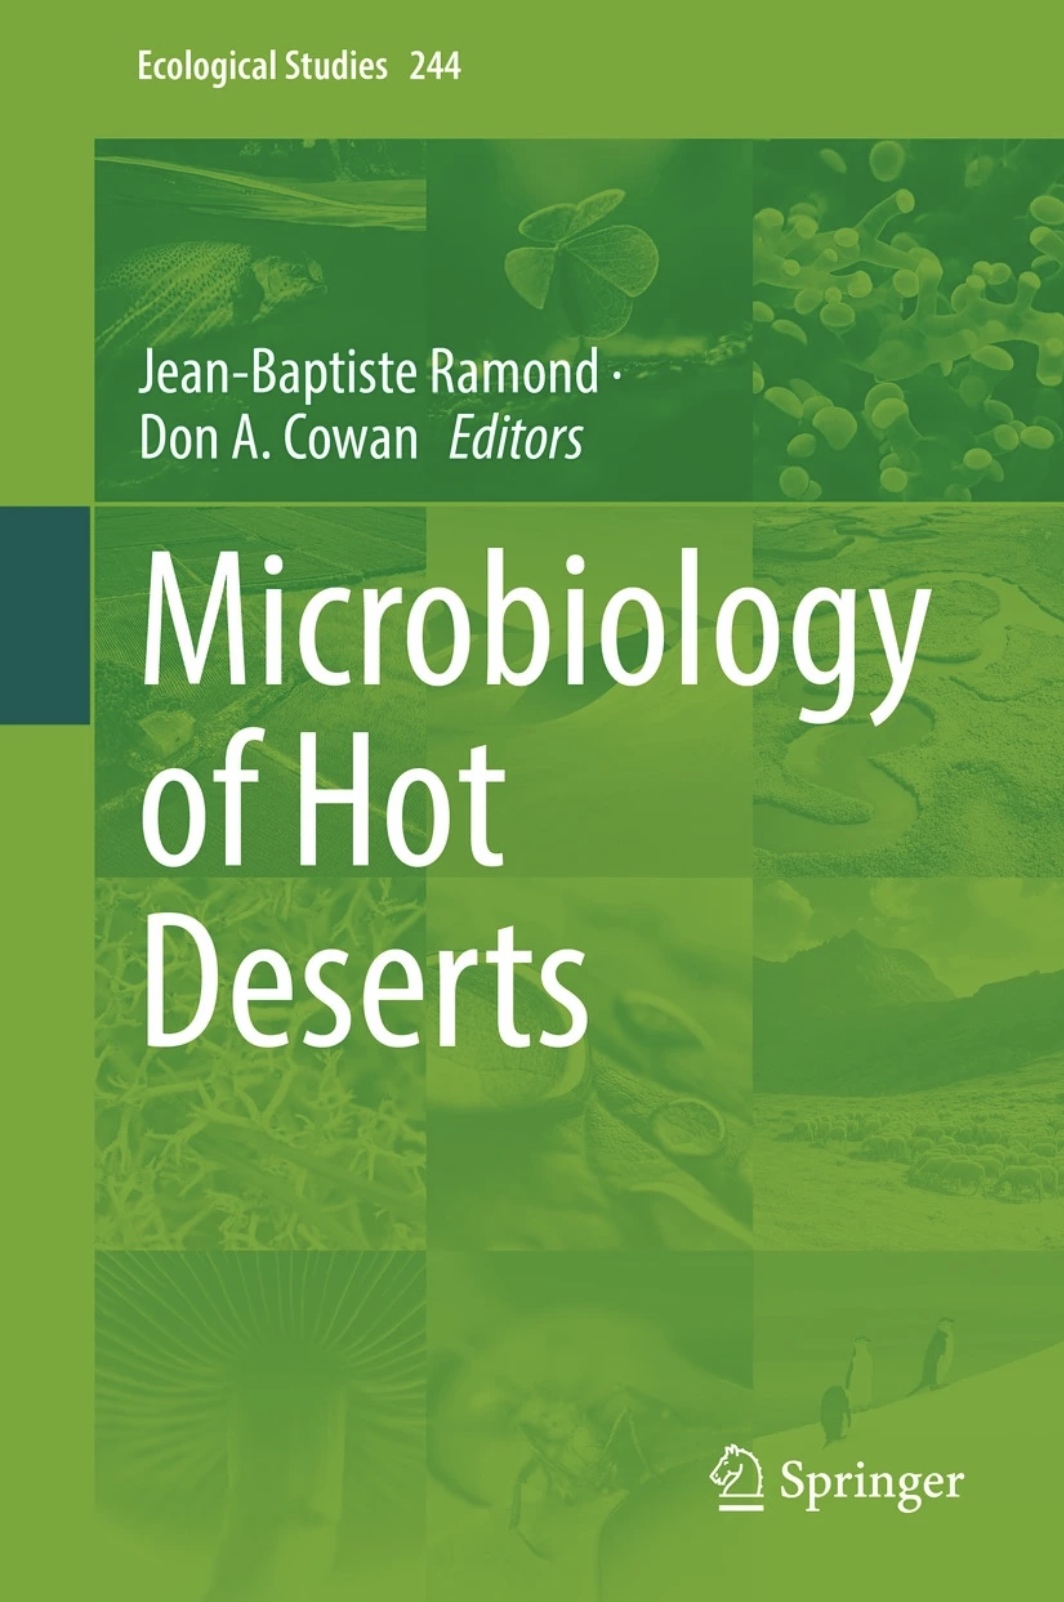 Ecological Studies 244
Jean-Baptiste Ramond ·
Don A. Cowan Editors
Microbiology
of Hot
Deserts
Springer